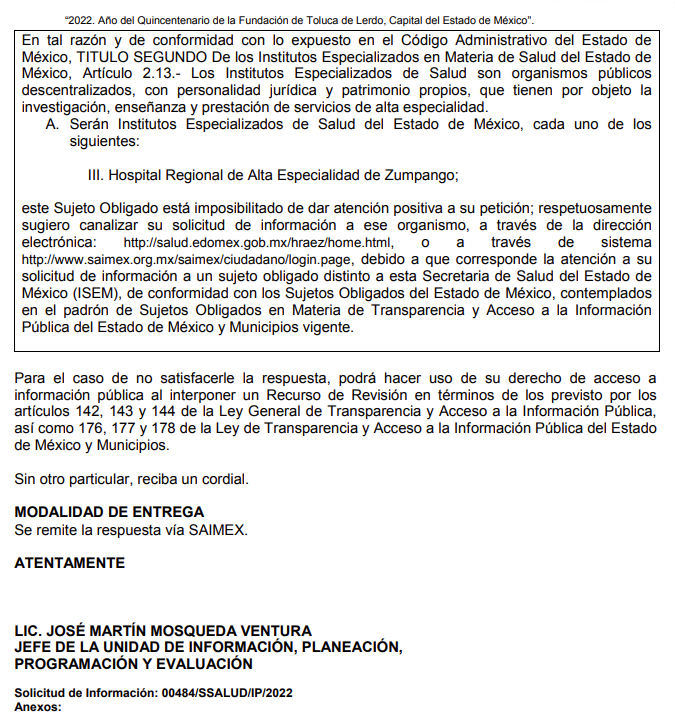 “2022. Año del Quincentenario de la Fundación de Toluca de Lerdo, Capital del Estado de México”.
En tal razón y de conformidad con lo expuesto en el Código Administrativo del Estado de
México, TITULO SEGUNDO De los Institutos Especializados en Materia de Salud del Estado de
México, Artículo 2.13.- Los Institutos Especializados de Salud son organismos públicos
descentralizados, con personalidad jurídica y patrimonio propios, que tienen por objeto la
investigación, enseñanza y prestación de servicios de alta especialidad.
A. Serán Institutos Especializados de Salud del Estado de México, cada uno de los
siguientes:
III. Hospital Regional de Alta Especialidad de Zumpango;
este Sujeto Obligado está imposibilitado de dar atención positiva a su petición; respetuosamente
sugiero canalizar su solicitud de información a ese organismo, a través de la dirección
electrónica: http://salud.edomex.gob.mx/hraez/home.html, o a través de sistema
http://www.saimex.org.mx/saimex/ciudadano/login.page, debido a que corresponde la atención a su
solicitud de información a un sujeto obligado distinto a esta Secretaria de Salud del Estado de
México (ISEM), de conformidad con los Sujetos Obligados del Estado de México, contemplados
en el padrón de Sujetos Obligados en Materia de Transparencia y Acceso a la Información
Pública del Estado de México y Municipios vigente.
Para el caso de no satisfacerle la respuesta, podrá hacer uso de su derecho de acceso a
información pública al interponer un Recurso de Revisión en términos de los previsto por los
artículos 142, 143 y 144 de la Ley General de Transparencia y Acceso a la Información Pública,
así como 176, 177 y 178 de la Ley de Transparencia y Acceso a la Información Pública del Estado
de México y Municipios.
Sin otro particular, reciba un cordial.
MODALIDAD DE ENTREGA
Se remite la respuesta vía SAIMEX.
ATENTAMENTE
LIC. JOSÉ MARTÍN MOSQUEDA VENTURA
JEFE DE LA UNIDAD DE INFORMACIÓN, PLANEACIÓN,
PROGRAMACIÓN Y EVALUACIÓN
Solicitud de Información: 00484/SSALUD/IP/2022
Anexos: